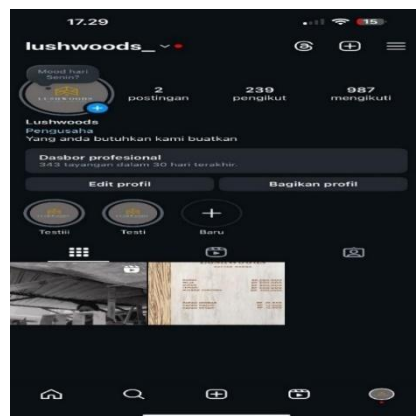 17.29
15
lushwoods_
Mood hari
Senin?
2
postingan
239
pengikut
987
mengikuti
Lushwoods
Pengusaha
Yang anda butuhkan kami buatkan
Dasbor profesional
343 tayangan dalam 30 hari terakhir.
Edit profil
Bagikan profil
Testiii
Testi
Baru